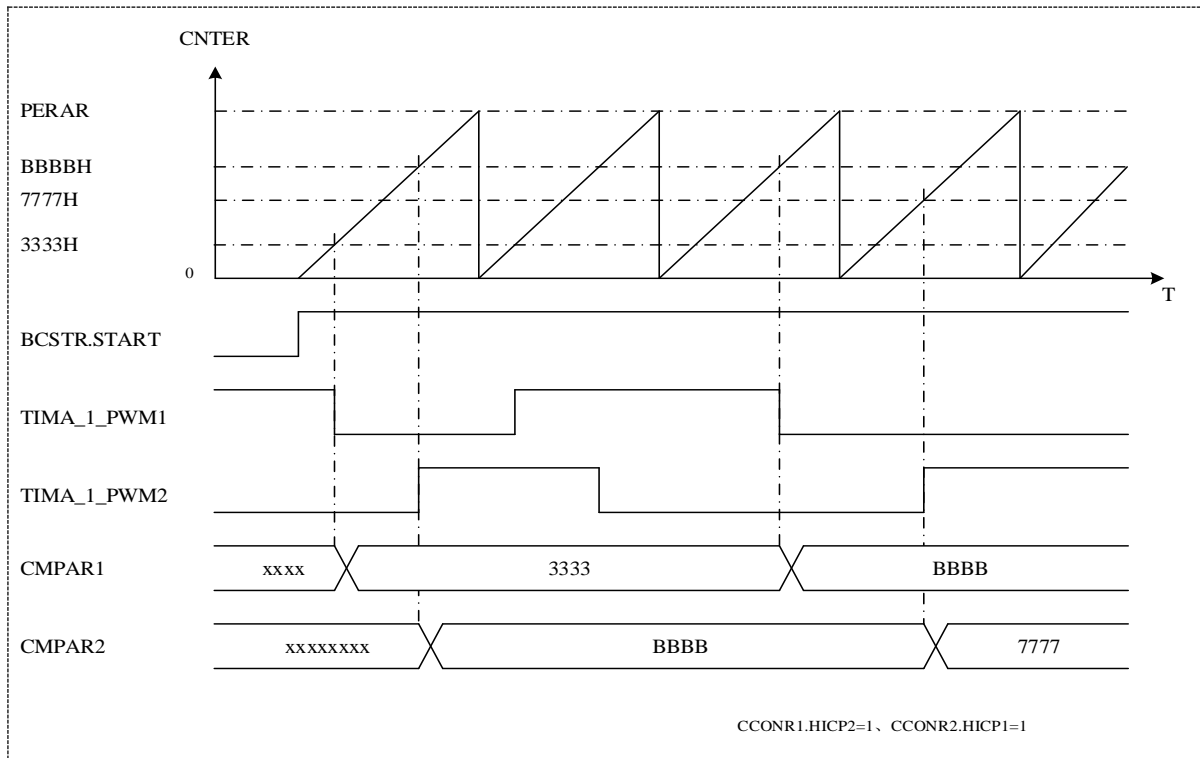 CNTER
PERAR
BBBBH
7777H
3333H
0
T
BCSTR.START
TIMA_1_PWM1
TIMA_1_PWM2
CMPAR1 xxxx 3333 BBBB
CMPAR2 xxxxxxxx BBBB 7777
CCONR1.HICP2=1、CCONR2.HICP1=1